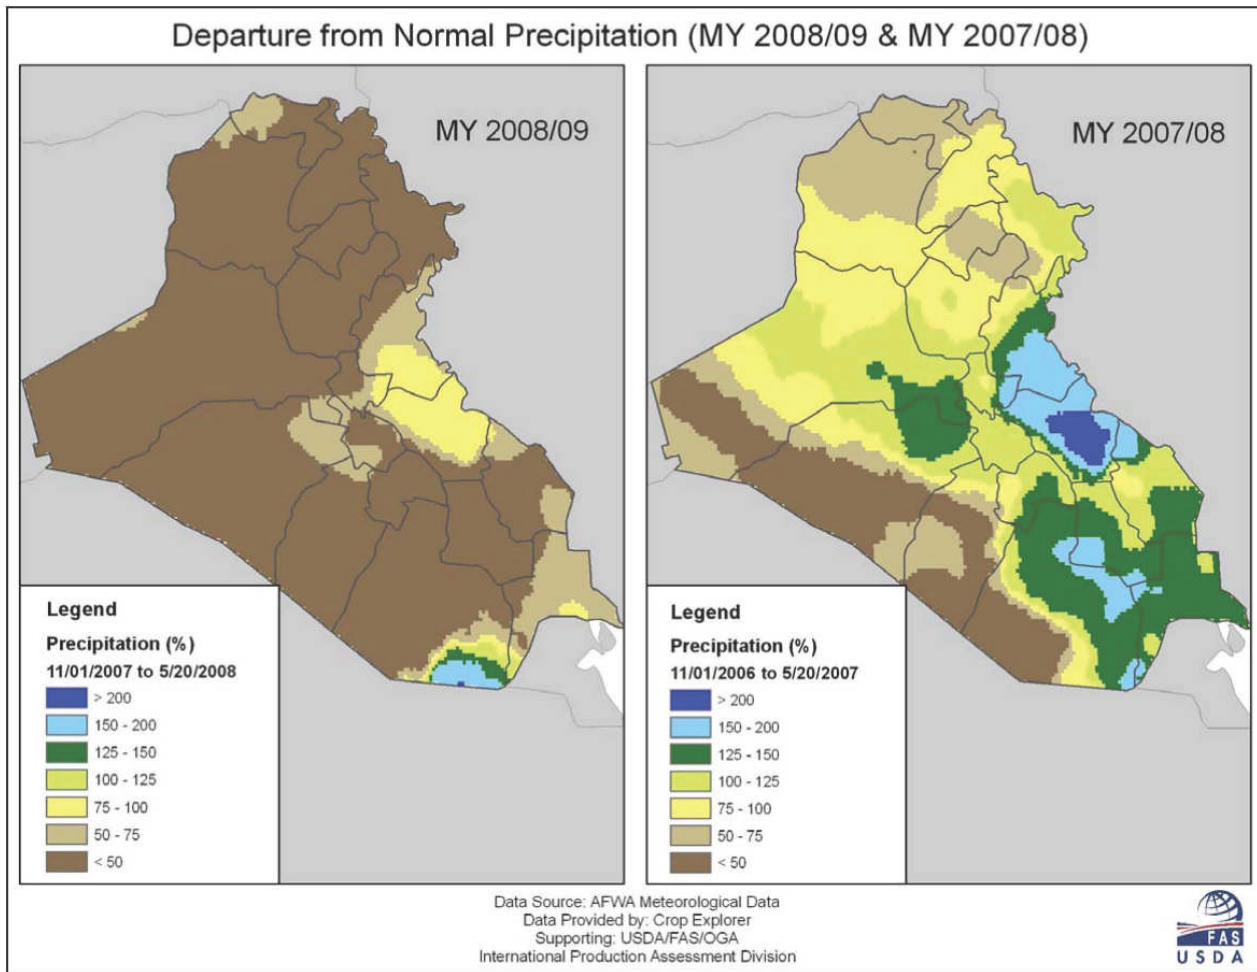 Departure from Normal Precipitation (MY 2008/09 & MY 2007/08)
MY 2008/09
Legend
Precipitation (%)
11/01/2007 to 5/20/2008
> 200
150 - 200
125 - 150
100 - 125
75 - 100
50 - 75
< 50
MY 2007/08
Legend
Precipitation (%)
11/01/2006 to 5/20/2007
> 200
150 - 200
125 - 150
100 - 125
75 - 100
50 - 75
< 50
Data Source: AFWA Meteorological Data
Data Provided by: Crop Explorer
Supporting: USDA/FAS/OGA
International Production Assessment Division
FAS
USDA